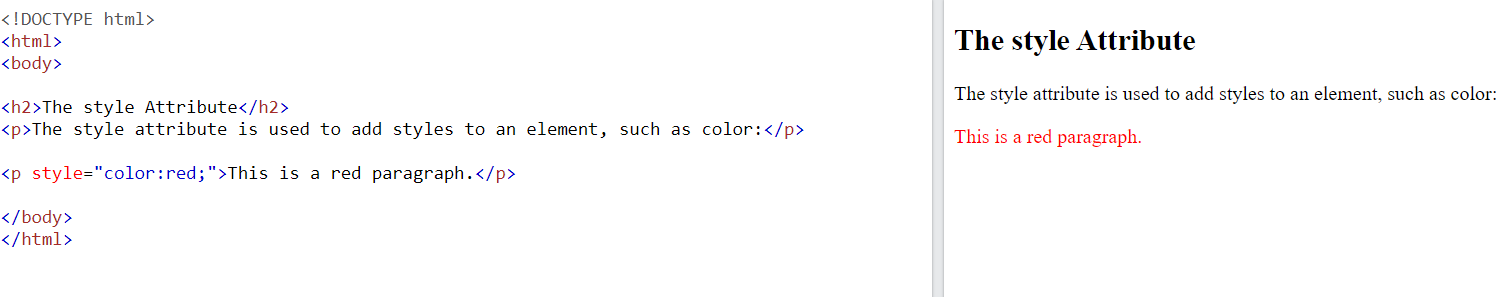 <!DOCTYPE html>
<html>
<body>
<h2>The style Attribute</h2>
<p>The style attribute is used to add styles to an element, such as color:</p>
<p style="color:red;">This is a red paragraph.</p>
</body>
</html>
The style Attribute
The style attribute is used to add styles to an element, such as color:
This is a red paragraph.